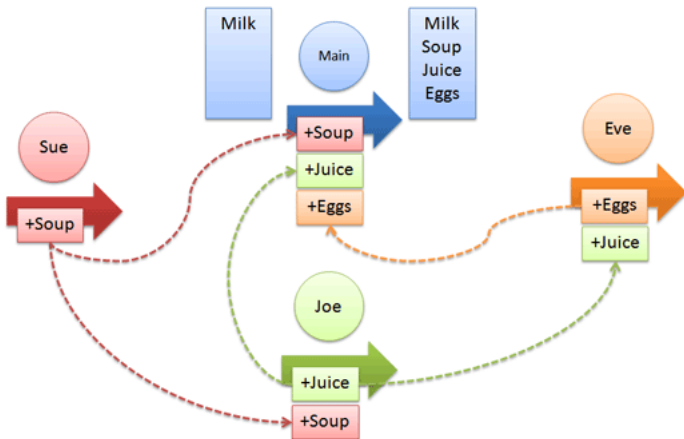 Milk
Main
Milk
Soup
Juice
Eggs
Sue
+Soup
+Soup
+Juice
+Eggs
Eve
+Eggs
+Juice
Joe
+Juice
+Soup